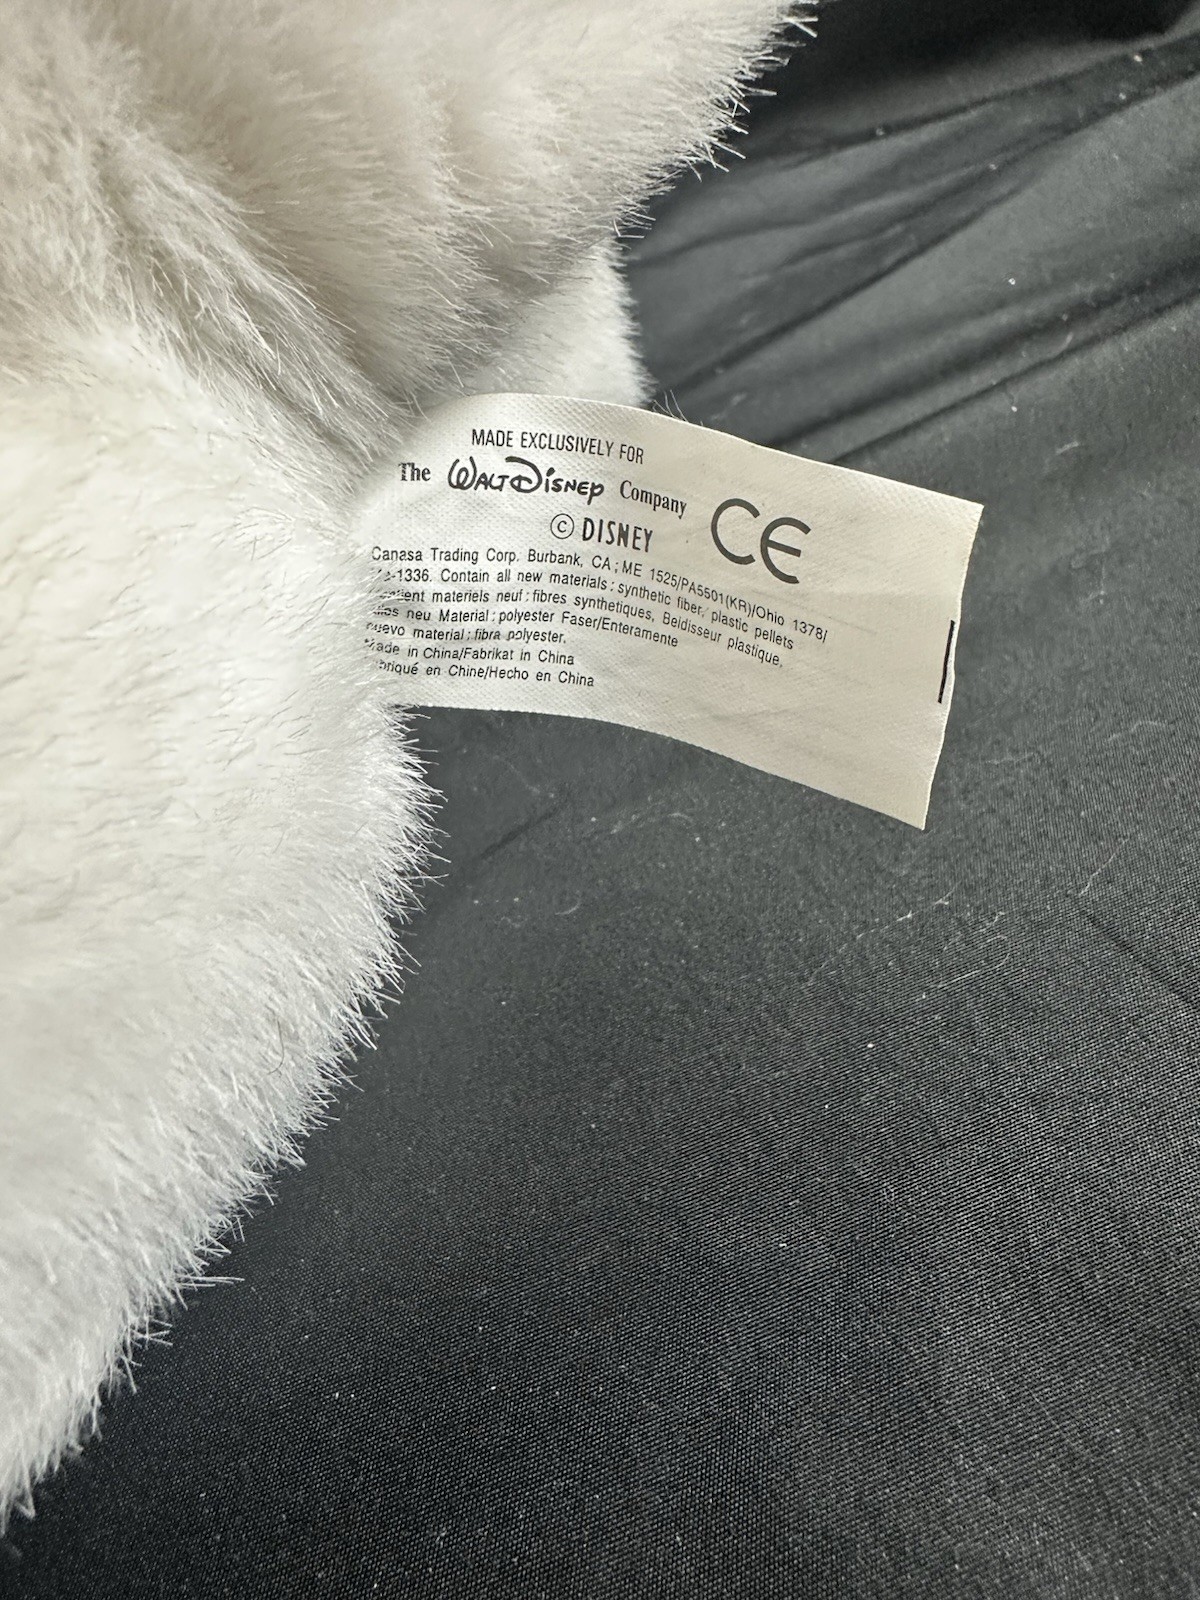 MADE EXCLUSIVELY FOR
The Walt Disney Company
© DISNEY
CE
Canasa Trading Corp. Burbank, CA; ME 1525/PA5501(KR)/Ohio 1378/
-1336. Contain all new materials: synthetic fiber, plastic pellets
materiels neuf: fibres synthetiques, Beidisseur plastique,
neu Material: polyester Faser/Enteramente
material: fibra polyester.
Made in China/Fabrikat in China
en Chine/Hecho en China